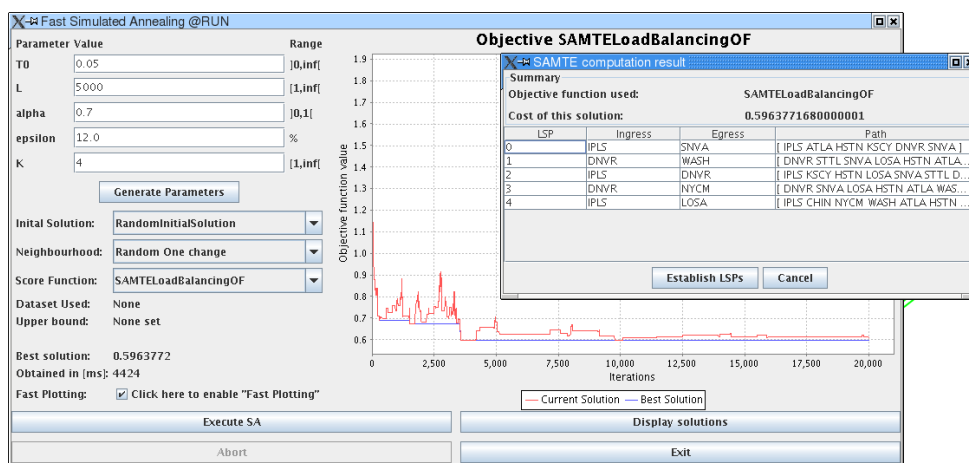 Fast Simulated Annealing @RUN
Parameter Value Range
T0 0.05 ]0,inf[
L 5000 [1,inf[
alpha 0.7 ]0,1[
epsilon 12.0 %
K 4 [1,inf[
Generate Parameters
Inital Solution: RandomInitialSolution
Neighbourhood: Random One change
Score Function: SAMTELoadBalancingOF
Dataset Used: None
Upper bound: None set
Best solution: 0.5963772
Obtained in [ms]: 4424
Fast Plotting: Click here to enable "Fast Plotting"
Execute SA
Display solutions
Abort
Exit
Objective SAMTELoadBalancingOF
Objective function value
1.9
1.8
1.7
1.6
1.5
1.4
1.3
1.2
1.1
1.0
0.9
0.8
0.7
0.6
0 2,500 5,000 7,500 10,000 12,500 15,000 17,500 20,000
Iterations
Current Solution Best Solution
SAMTE computation result
Summary
Objective function used: SAMTELoadBalancingOF
Cost of this solution: 0.5963771680000001
LSP Ingress Egress Path
0 IPLS SNVA [ IPLS ATLA HSTN KSCY DNVR SNVA ]
1 DNVR WASH [ DNVR STTL SNVA LOSA HSTN ATLA...
2 IPLS DNVR [ IPLS KSCY HSTN LOSA SNVA STTL D...
3 DNVR NYCM [ DNVR SNVA LOSA HSTN ATLA WAS...
4 IPLS LOSA [ IPLS CHIN NYCM WASH ATLA HSTN ...
Establish LSPs
Cancel